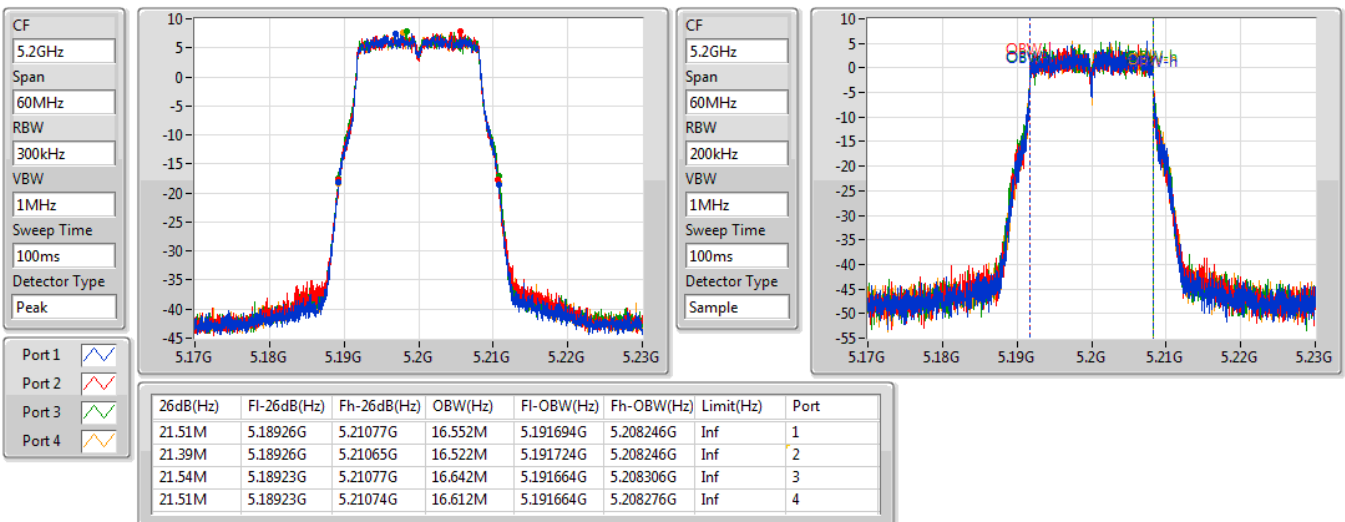 CF
5.2GHz
Span
60MHz
RBW
300kHz
VBW
1MHz
Sweep Time
100ms
Detector Type
Peak
10
5
0
-5
-10
-15
-20
-25
-30
-35
-40
-45
5.17G 5.18G 5.19G 5.2G 5.21G 5.22G 5.23G
CF
5.2GHz
Span
60MHz
RBW
200kHz
VBW
1MHz
Sweep Time
100ms
Detector Type
Sample
10
5
0
-5
-10
-15
-20
-25
-30
-35
-40
-45
-50
-55
5.17G 5.18G 5.19G 5.2G 5.21G 5.22G 5.23G
Port 1
Port 2
Port 3
Port 4
26dB(Hz) Fl-26dB(Hz) Fh-26dB(Hz) OBW(Hz) Fl-OBW(Hz) Fh-OBW(Hz) Limit(Hz) Port
21.51M 5.18926G 5.21077G 16.552M 5.191694G 5.208246G Inf 1
21.39M 5.18926G 5.21065G 16.522M 5.191724G 5.208246G Inf 2
21.54M 5.18923G 5.21077G 16.642M 5.191664G 5.208306G Inf 3
21.51M 5.18923G 5.21074G 16.612M 5.191664G 5.208276G Inf 4